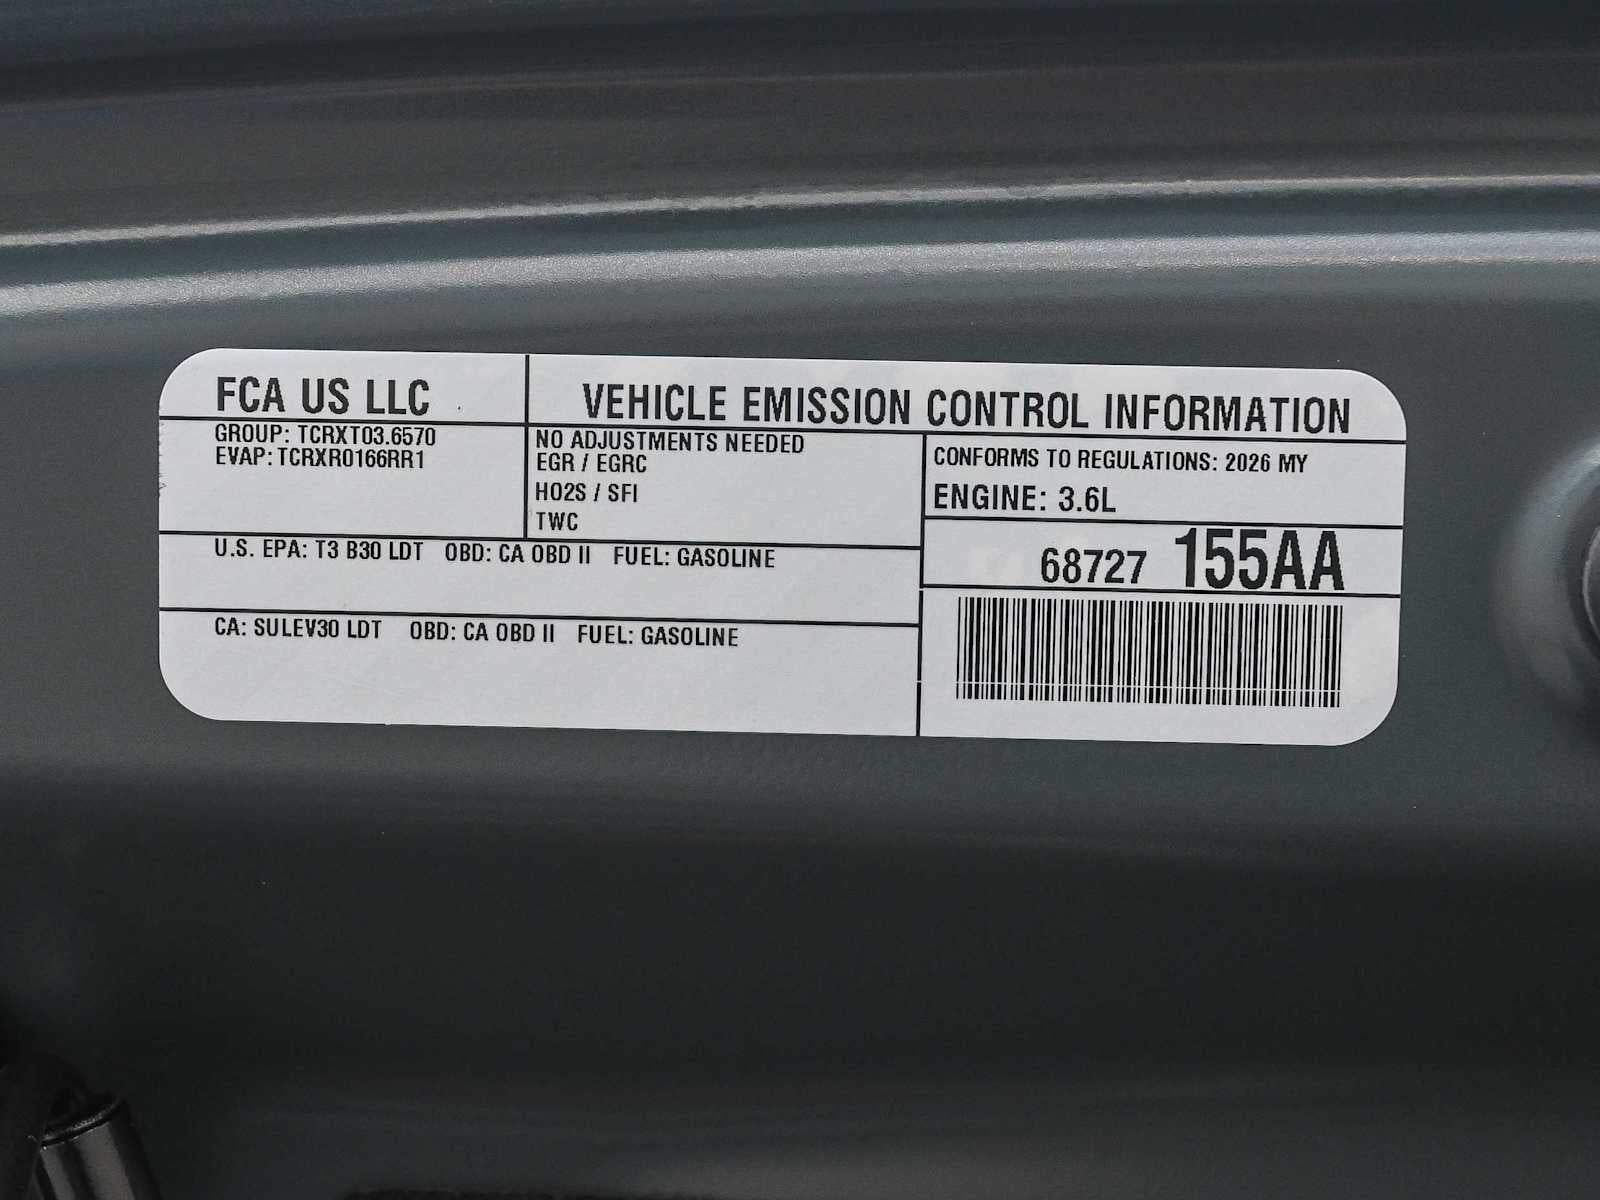 FCA US LLC
VEHICLE EMISSION CONTROL INFORMATION
GROUP: TCRXT03.6570
EVAP: TCRXR0166RR1
NO ADJUSTMENTS NEEDED
EGR / EGRC
HO2S / SFI
TWC
CONFORMS TO REGULATIONS: 2026 MY
ENGINE: 3.6L
68727 155AA
U.S. EPA: T3 B30 LDT OBD: CA OBD II FUEL: GASOLINE
CA: SULEV30 LDT OBD: CA OBD II FUEL: GASOLINE